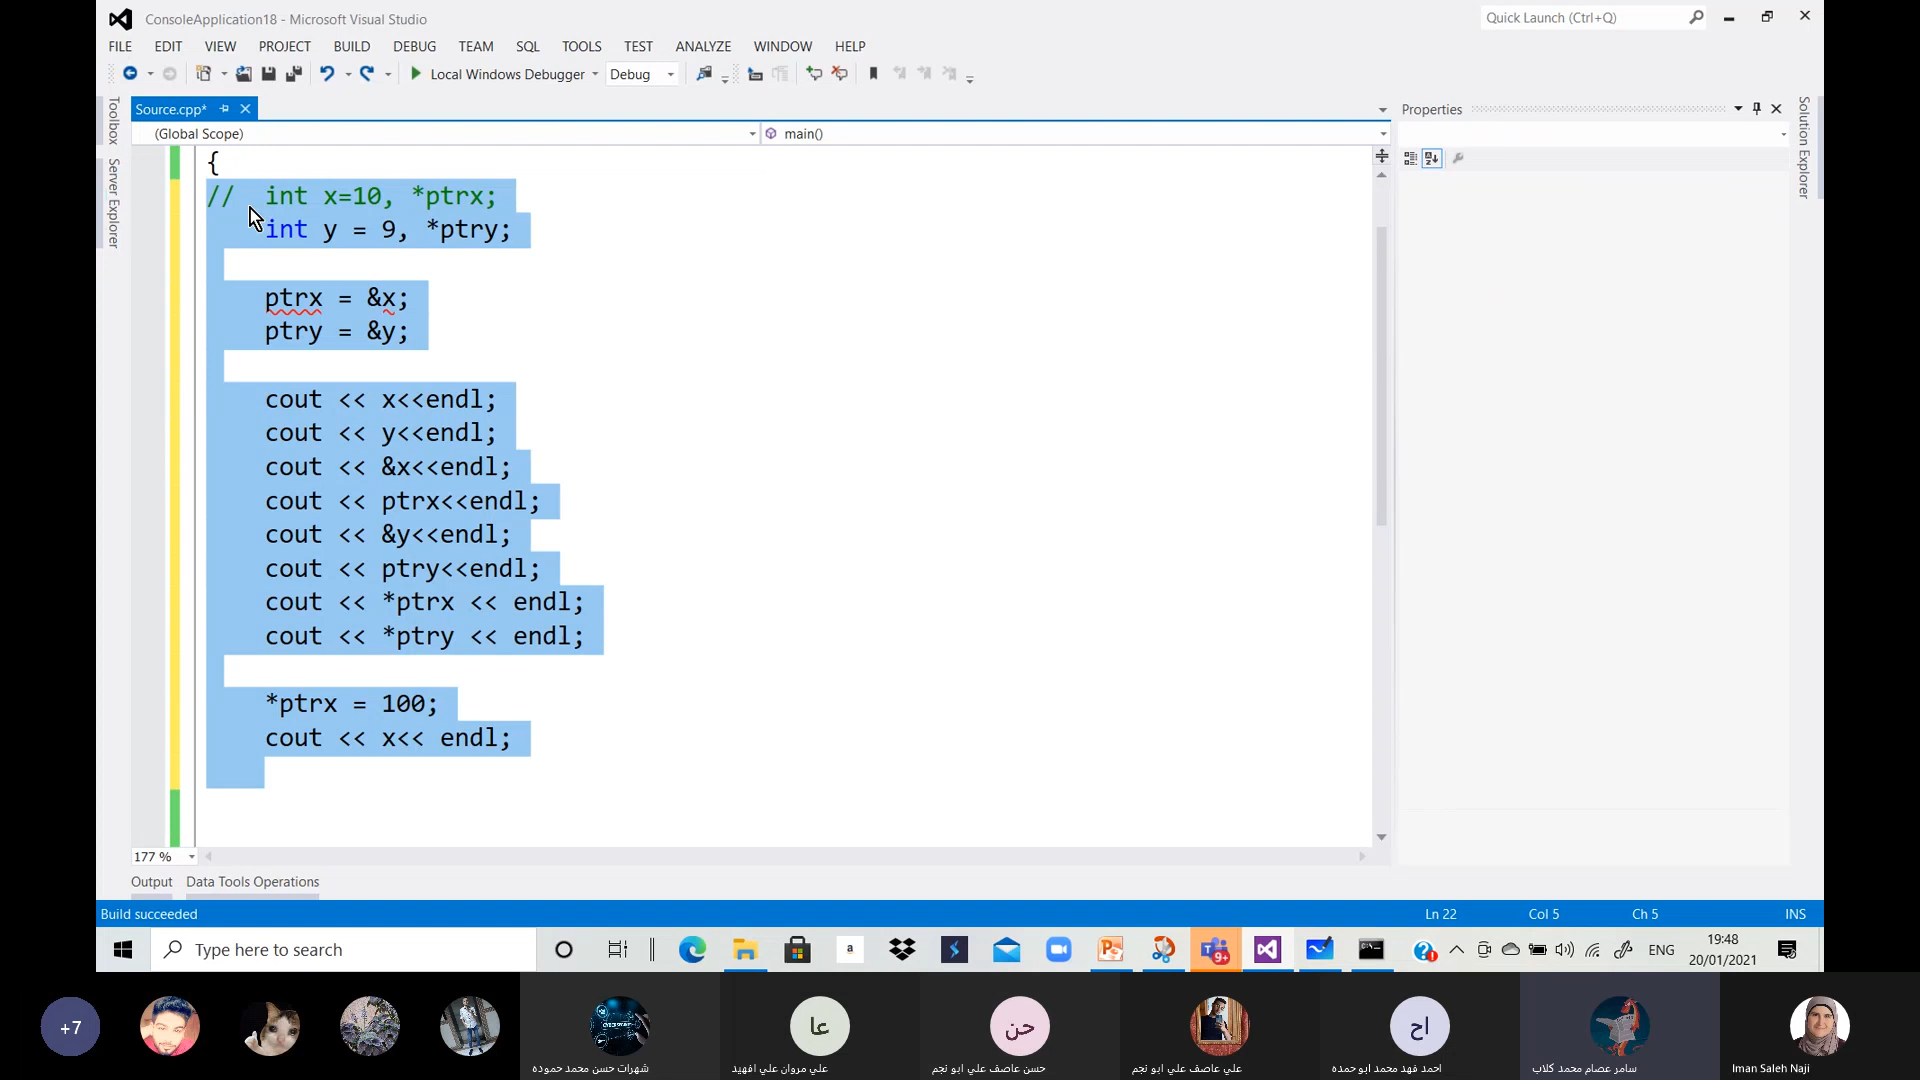 ConsoleApplication18 - Microsoft Visual Studio
Quick Launch (Ctrl+Q)
FILE EDIT VIEW PROJECT BUILD DEBUG TEAM SQL TOOLS TEST ANALYZE WINDOW HELP
Local Windows Debugger Debug
Toolbox
Server Explorer
Source.cpp*
(Global Scope) main()
Properties
Solution Explorer
{
// int x=10, *ptrx;
int y = 9, *ptry;
ptrx = &x;
ptry = &y;
cout << x<<endl;
cout << y<<endl;
cout << &x<<endl;
cout << ptrx<<endl;
cout << &y<<endl;
cout << ptry<<endl;
cout << *ptrx << endl;
cout << *ptry << endl;
*ptrx = 100;
cout << x<< endl;
177 %
Output Data Tools Operations
Build succeeded Ln 22 Col 5 Ch 5 INS
Type here to search
a
9+
ENG
19:48
20/01/2021
+7
عا
حن
اح
شهرات حسن محمد حموده
علي مروان علي افهيد
حسن عاصف علي ابو نجم
علي عاصف علي ابو نجم
احمد فهد محمد ابو حمده
سامر عصام محمد كلاب
Iman Saleh Naji